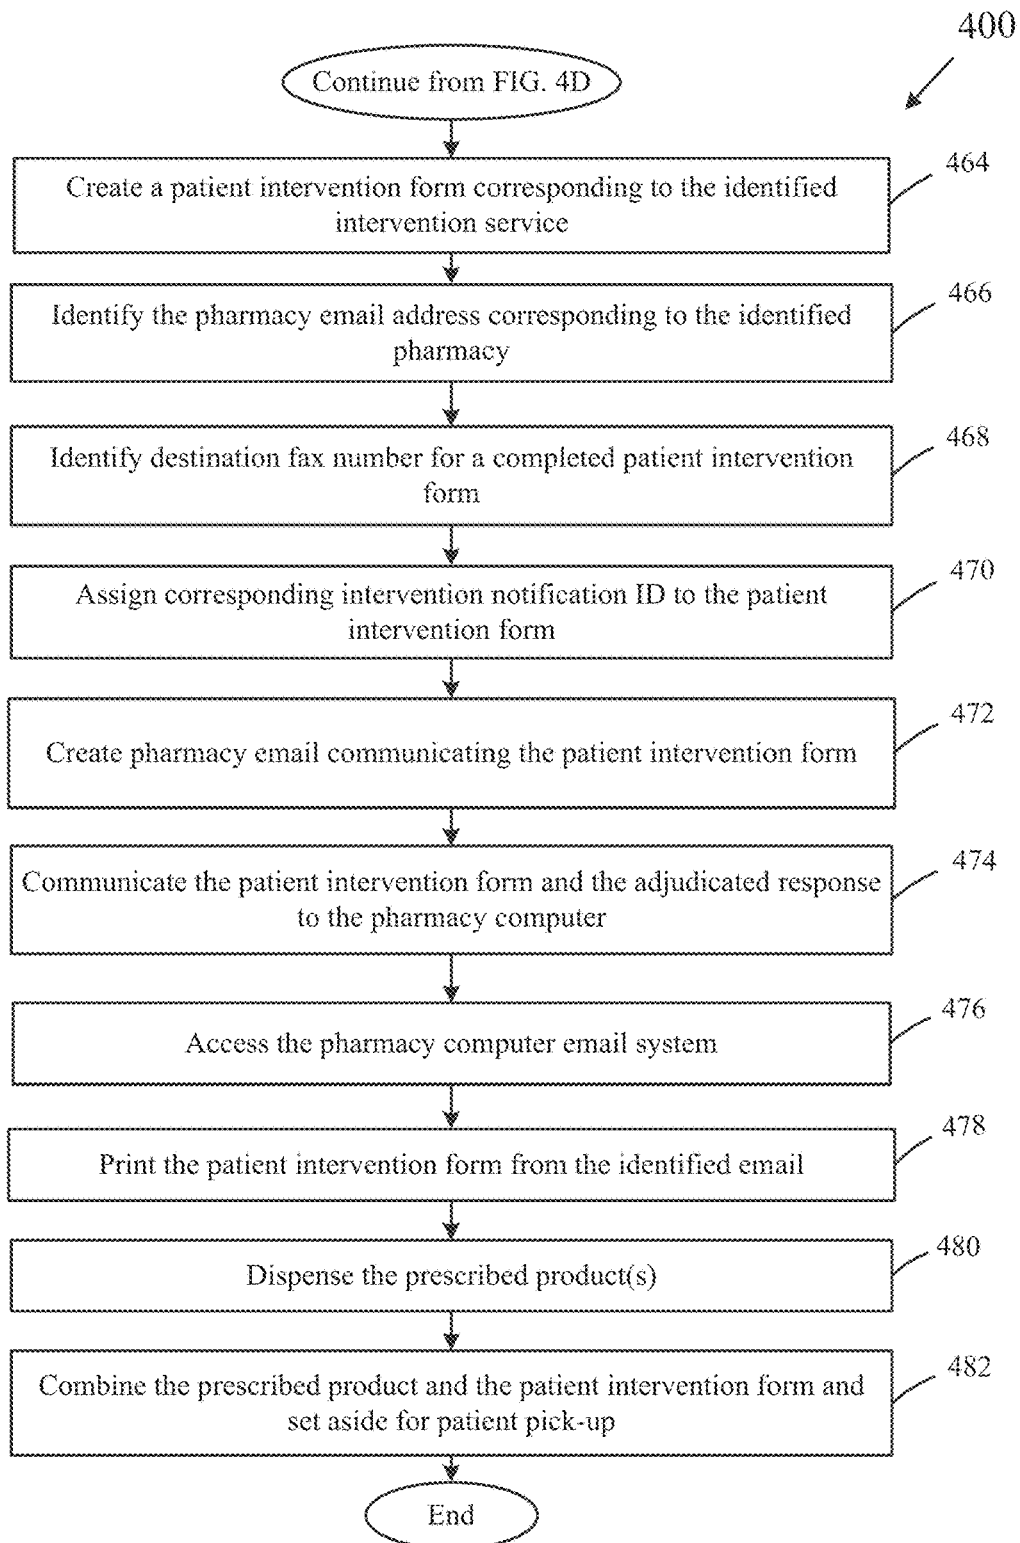 400
Continue from FIG. 4D
464
Create a patient intervention form corresponding to the identified
intervention service
466
Identify the pharmacy email address corresponding to the identified
pharmacy
468
Identify destination fax number for a completed patient intervention
form
470
Assign corresponding intervention notification ID to the patient
intervention form
472
Create pharmacy email communicating the patient intervention form
474
Communicate the patient intervention form and the adjudicated response
to the pharmacy computer
476
Access the pharmacy computer email system
478
Print the patient intervention form from the identified email
480
Dispense the prescribed product(s)
482
Combine the prescribed product and the patient intervention form and
set aside for patient pick-up
End